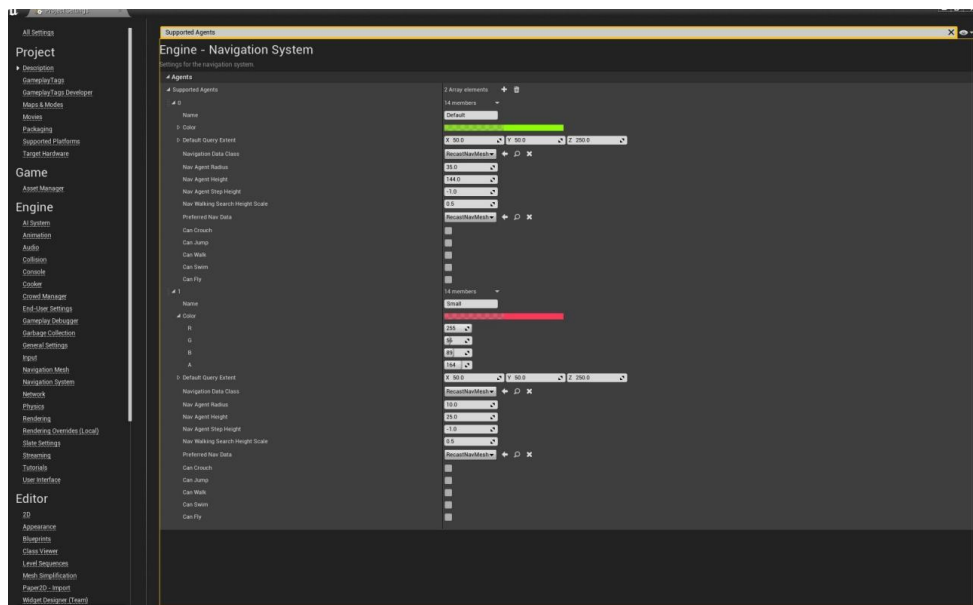 Project Settings
All Settings
Project
Description
GameplayTags
GameplayTags Developer
Maps & Modes
Movies
Packaging
Supported Platforms
Target Hardware
Game
Asset Manager
Engine
AI System
Animation
Audio
Collision
Console
Cooker
Crowd Manager
End-User Settings
Gameplay Debugger
Garbage Collection
General Settings
Input
Navigation Mesh
Navigation System
Network
Physics
Rendering
Rendering Overrides (Local)
Slate Settings
Streaming
Tutorials
User Interface
Editor
2D
Appearance
Blueprints
Class Viewer
Level Sequences
Mesh Simplification
Paper2D - Import
Widget Designer (Team)
Supported Agents
Engine - Navigation System
Settings for the navigation system.
Agents
Supported Agents 2 Array elements
0 14 members
Name Default
Color
Default Query Extent X 50.0 Y 50.0 Z 250.0
Navigation Data Class RecastNavMesh
Nav Agent Radius 35.0
Nav Agent Height 144.0
Nav Agent Step Height -1.0
Nav Walking Search Height Scale 0.5
Preferred Nav Data RecastNavMesh
Can Crouch
Can Jump
Can Walk
Can Swim
Can Fly
1 14 members
Name Small
Color
R 255
G
B 89
A 164
Default Query Extent X 50.0 Y 50.0 Z 250.0
Navigation Data Class RecastNavMesh
Nav Agent Radius 10.0
Nav Agent Height 25.0
Nav Agent Step Height -1.0
Nav Walking Search Height Scale 0.5
Preferred Nav Data RecastNavMesh
Can Crouch
Can Jump
Can Walk
Can Swim
Can Fly